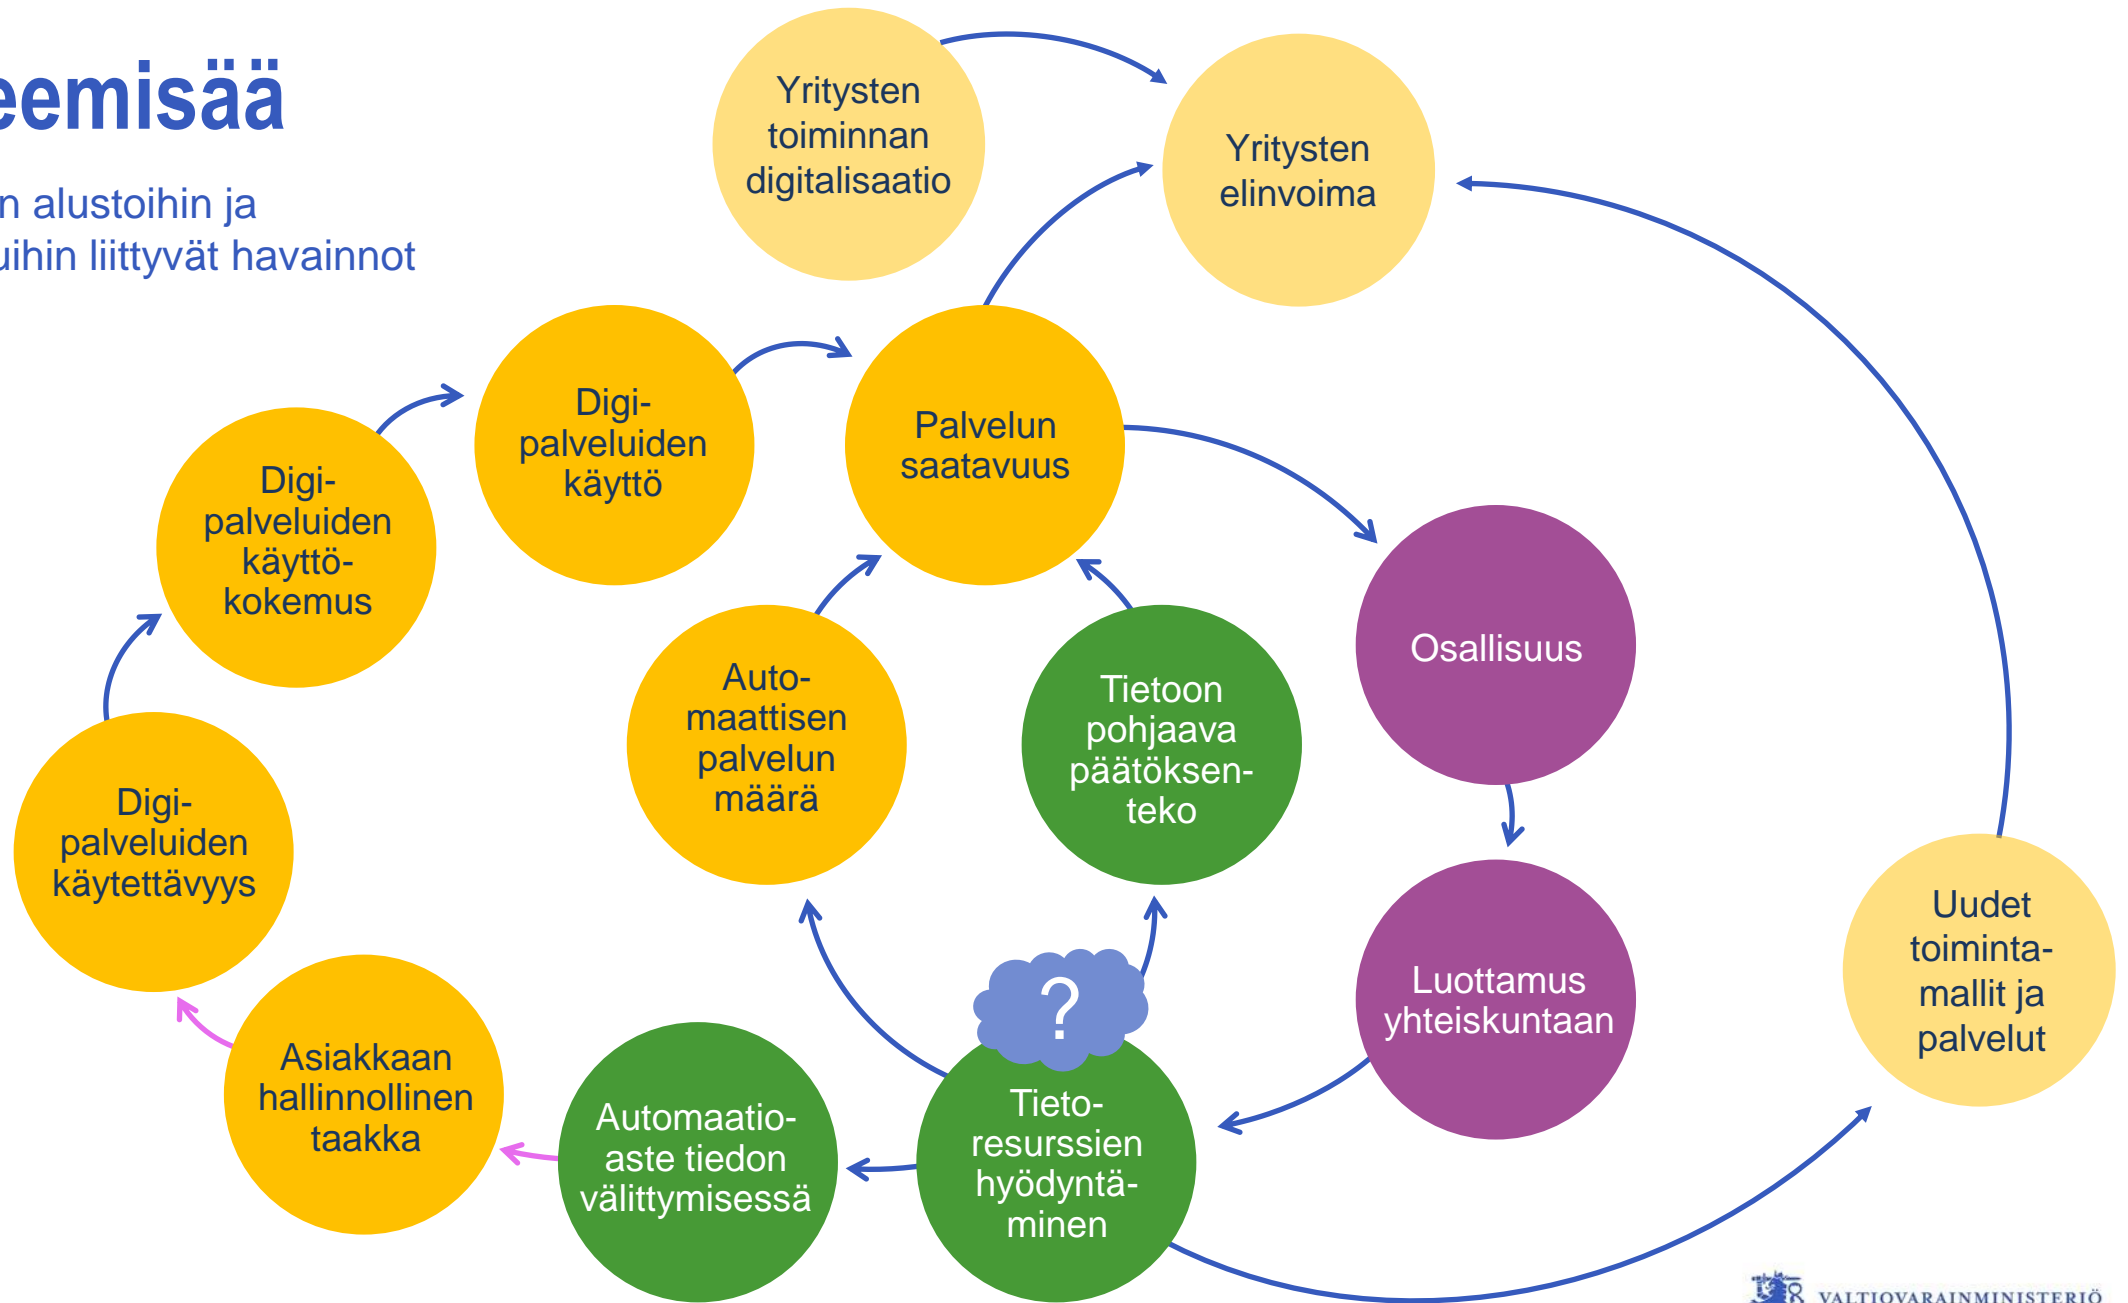 eemisää
n alustoihin ja
uihin liittyvät havainnot
Yritysten
toiminnan
digitalisaatio
Yritysten
elinvoima
Digi-
palveluiden
käyttö
Palvelun
saatavuus
Digi-
palveluiden
käyttö-
kokemus
Osallisuus
Auto-
maattisen
palvelun
määrä
Tietoon
pohjaava
päätöksen-
teko
Digi-
palveluiden
käytettävyys
Uudet
toiminta-
mallit ja
palvelut
Luottamus
yhteiskuntaan
?
Asiakkaan
hallinnollinen
taakka
Automaatio-
aste tiedon
välittymisessä
Tieto-
resurssien
hyödyntä-
minen
VALTIOVARAINMINISTERIÖ